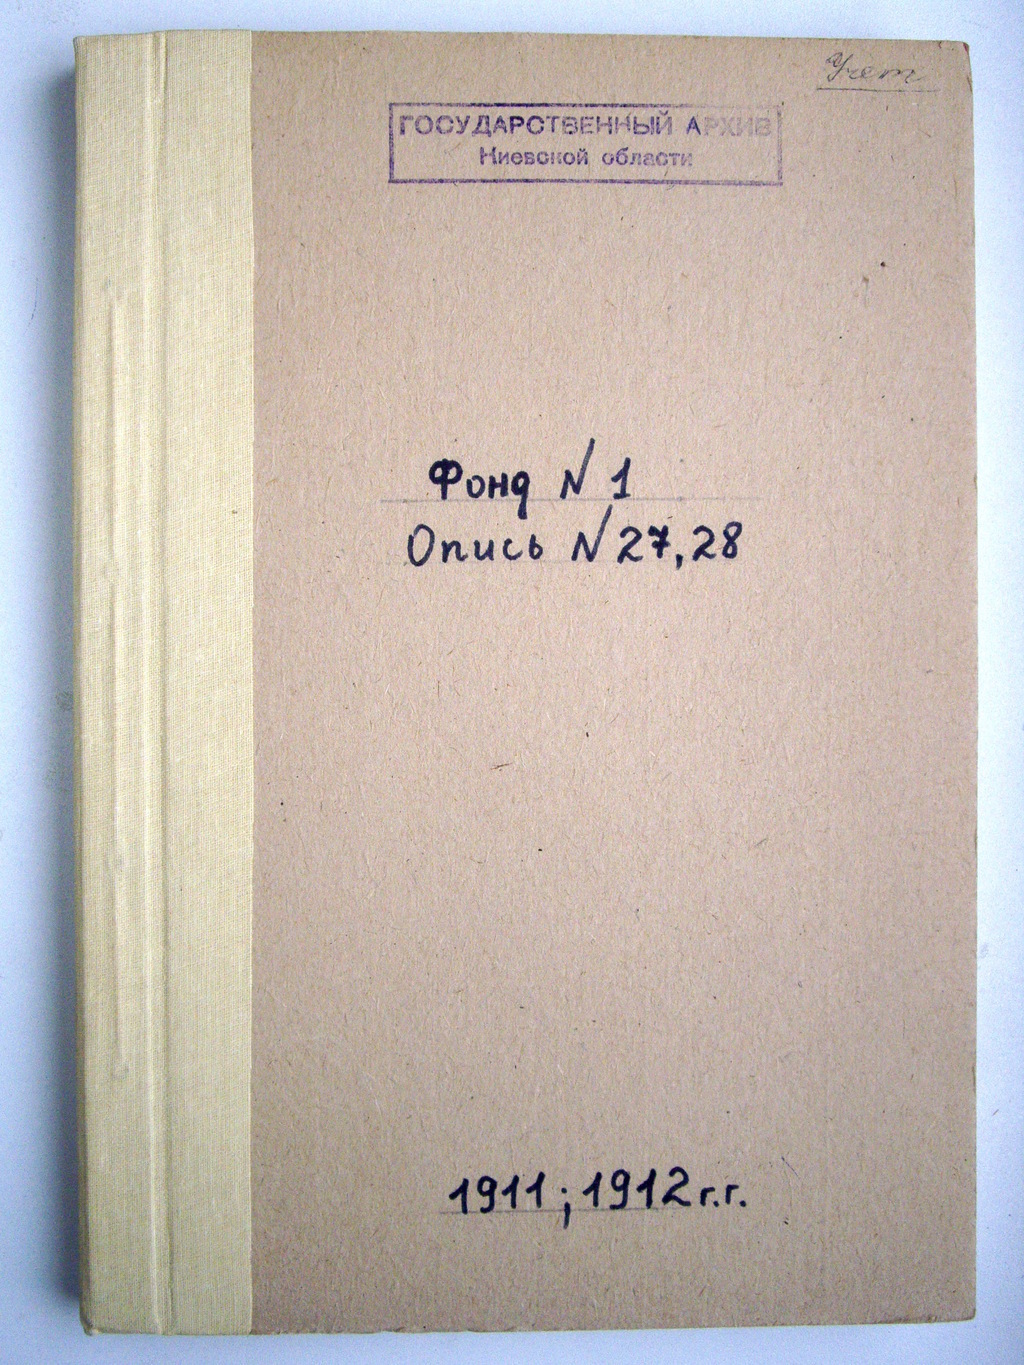 Учет
ГОСУДАРСТВЕННЫЙ АРХИВ
Киевской области
Фонд N 1
Опись N 27,28
1911; 1912 г.г.